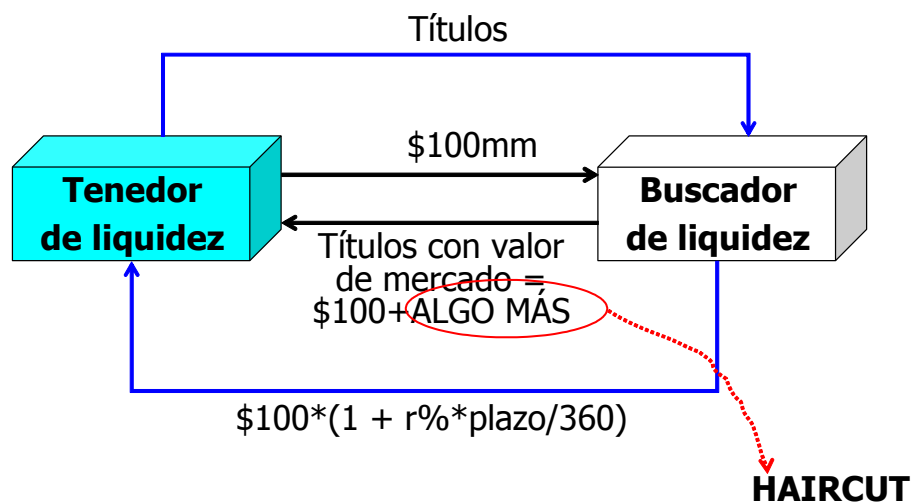 Títulos
$100mm
Tenedor
de liquidez
Buscador
de liquidez
Títulos con valor
de mercado =
$100+ALGO MÁS
$100*(1 + r%*plazo/360)
HAIRCUT